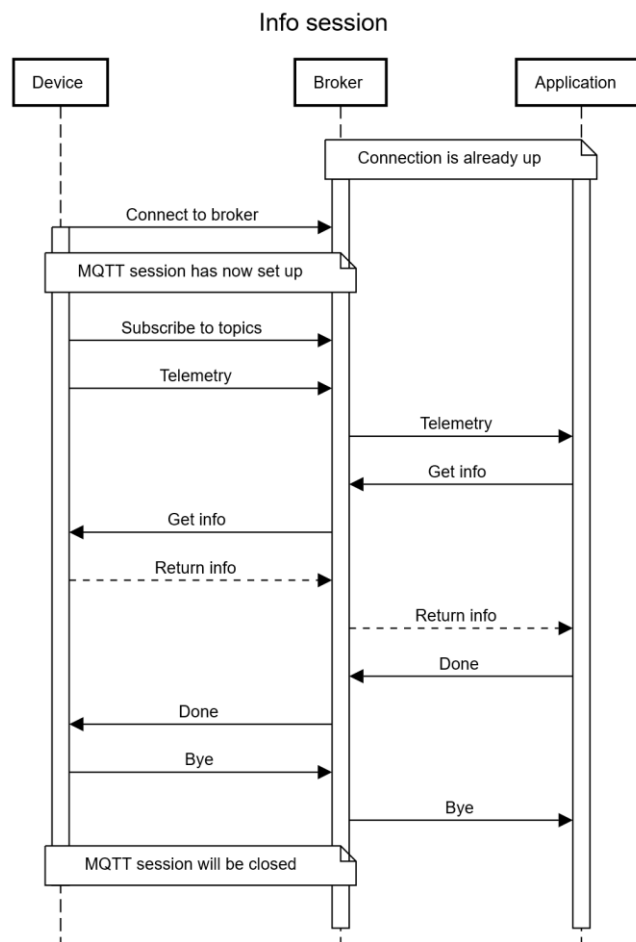 Info session
Device
Broker
Application
Connection is already up
Connect to broker
MQTT session has now set up
Subscribe to topics
Telemetry
Telemetry
Get info
Get info
Return info
Return info
Done
Done
Bye
Bye
MQTT session will be closed